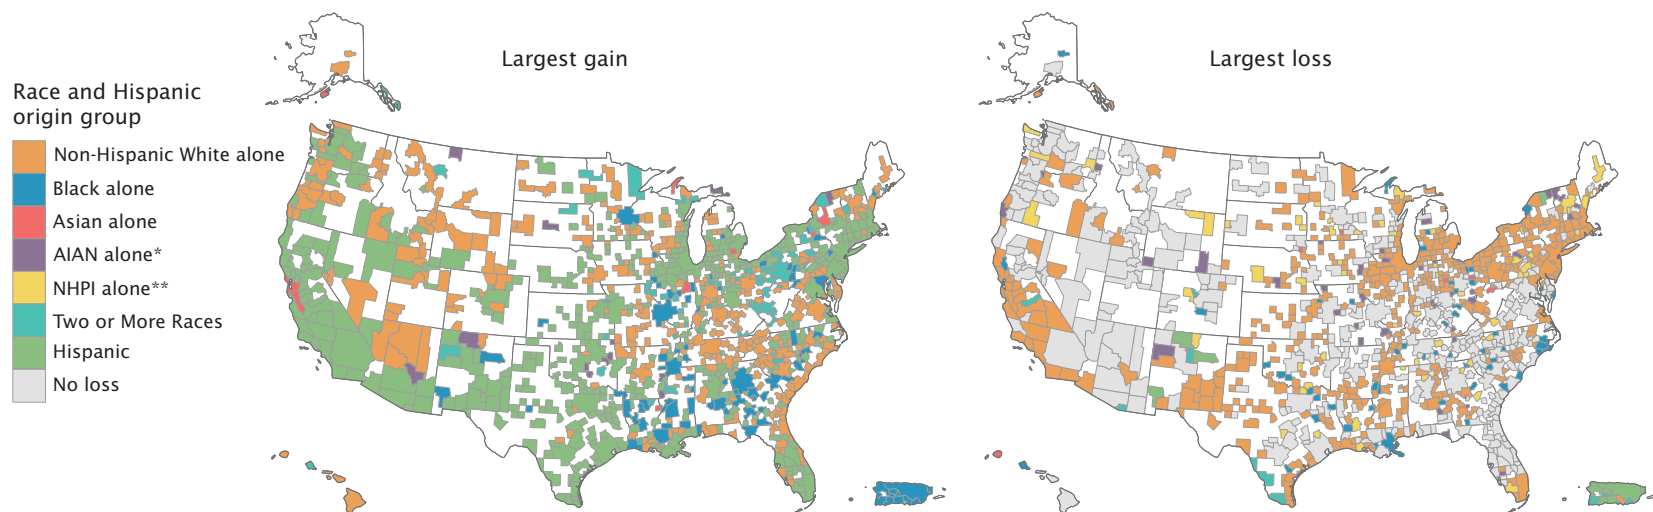 Largest gain
Largest loss
Race and Hispanic
origin group
Non-Hispanic White alone
Black alone
Asian alone
AIAN alone*
NHPI alone**
Two or More Races
Hispanic
No loss